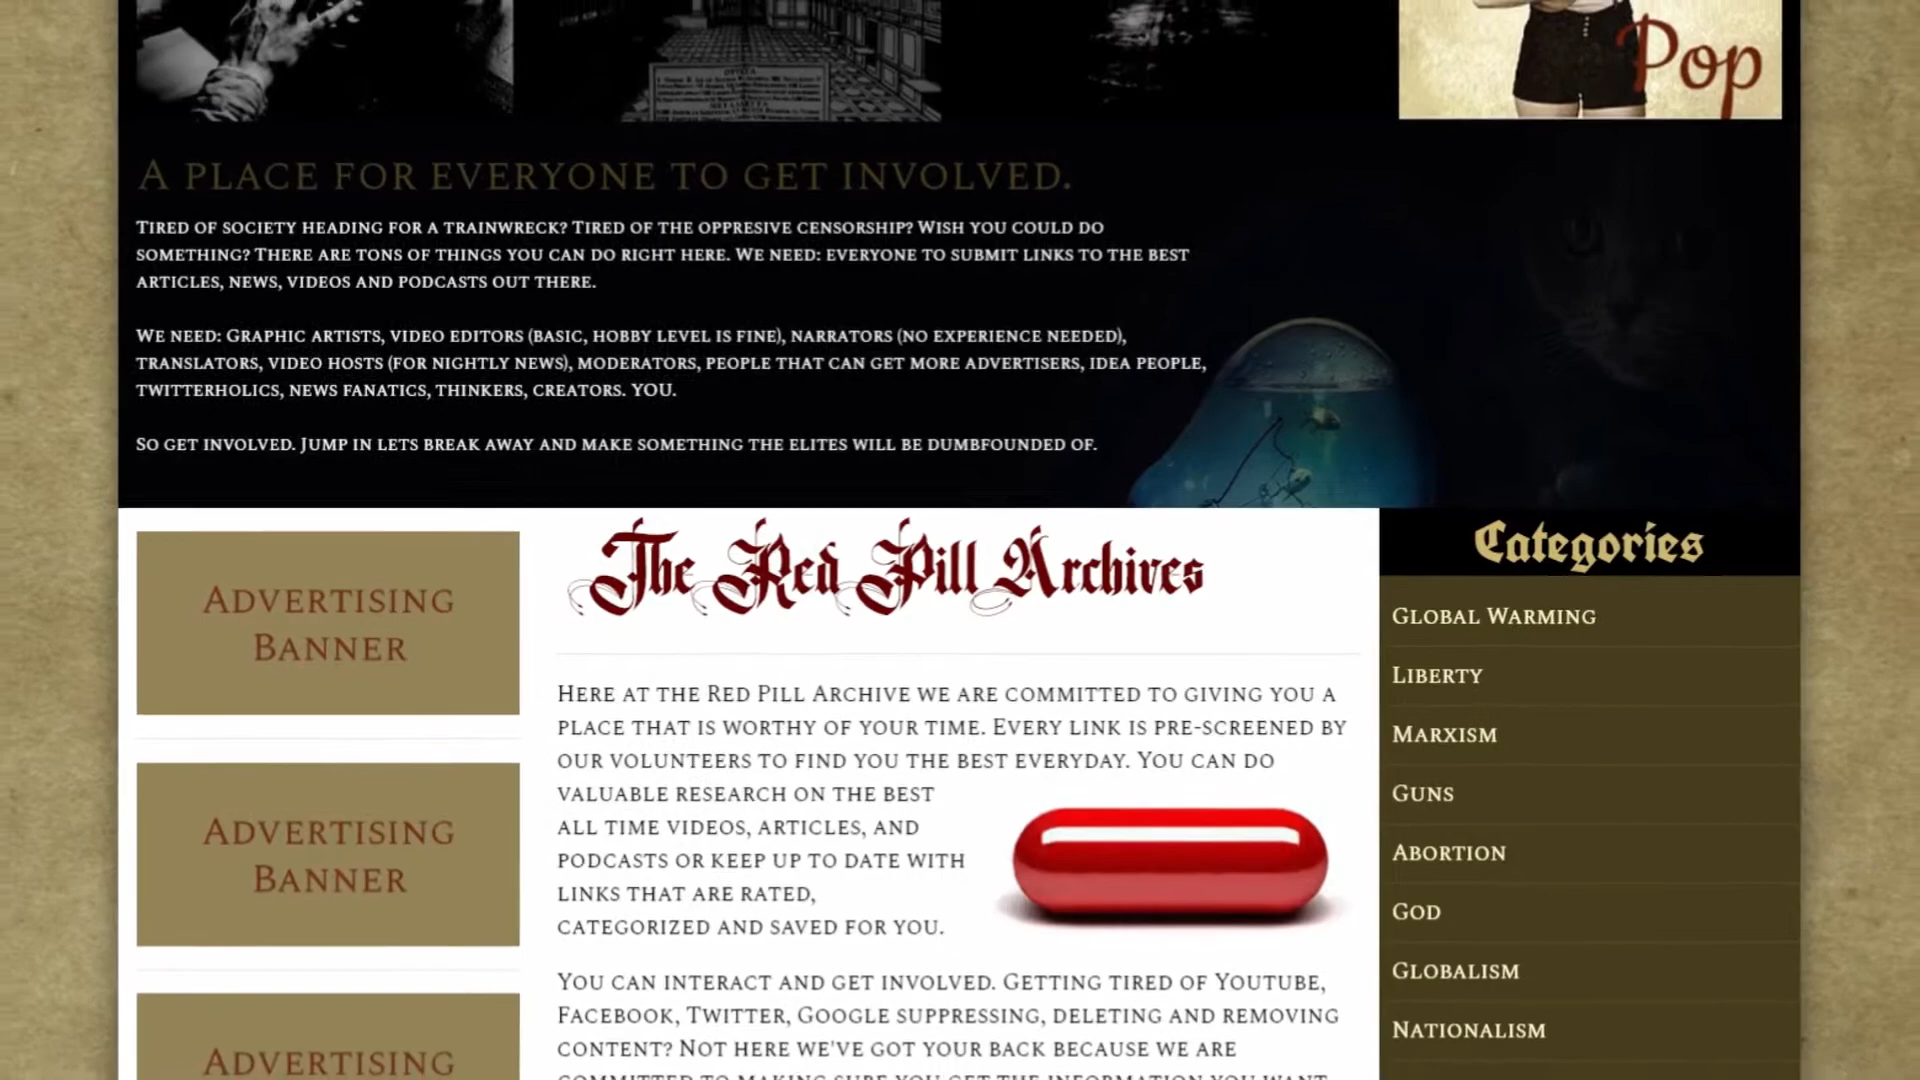 Pop
A PLACE FOR EVERYONE TO GET INVOLVED.
TIRED OF SOCIETY HEADING FOR A TRAINWRECK? TIRED OF THE OPPRESIVE CENSORSHIP? WISH YOU COULD DO
SOMETHING? THERE ARE TONS OF THINGS YOU CAN DO RIGHT HERE. WE NEED: EVERYONE TO SUBMIT LINKS TO THE BEST
ARTICLES, NEWS, VIDEOS AND PODCASTS OUT THERE.
WE NEED: GRAPHIC ARTISTS, VIDEO EDITORS (BASIC, HOBBY LEVEL IS FINE), NARRATORS (NO EXPERIENCE NEEDED),
TRANSLATORS, VIDEO HOSTS (FOR NIGHTLY NEWS), MODERATORS, PEOPLE THAT CAN GET MORE ADVERTISERS, IDEA PEOPLE,
TWITTERHOLICS, NEWS FANATICS, THINKERS, CREATORS. YOU.
SO GET INVOLVED. JUMP IN LETS BREAK AWAY AND MAKE SOMETHING THE ELITES WILL BE DUMBFOUNDED OF.
ADVERTISING
BANNER
ADVERTISING
BANNER
ADVERTISING
The Red Pill Archives
HERE AT THE RED PILL ARCHIVE WE ARE COMMITTED TO GIVING YOU A
PLACE THAT IS WORTHY OF YOUR TIME. EVERY LINK IS PRE-SCREENED BY
OUR VOLUNTEERS TO FIND YOU THE BEST EVERYDAY. YOU CAN DO
VALUABLE RESEARCH ON THE BEST
ALL TIME VIDEOS, ARTICLES, AND
PODCASTS OR KEEP UP TO DATE WITH
LINKS THAT ARE RATED,
CATEGORIZED AND SAVED FOR YOU.
YOU CAN INTERACT AND GET INVOLVED. GETTING TIRED OF YOUTUBE,
FACEBOOK, TWITTER, GOOGLE SUPPRESSING, DELETING AND REMOVING
CONTENT? NOT HERE WE'VE GOT YOUR BACK BECAUSE WE ARE
COMMITTED TO MAKING SURE YOU GET THE INFORMATION YOU WANT
Categories
GLOBAL WARMING
LIBERTY
MARXISM
GUNS
ABORTION
GOD
GLOBALISM
NATIONALISM